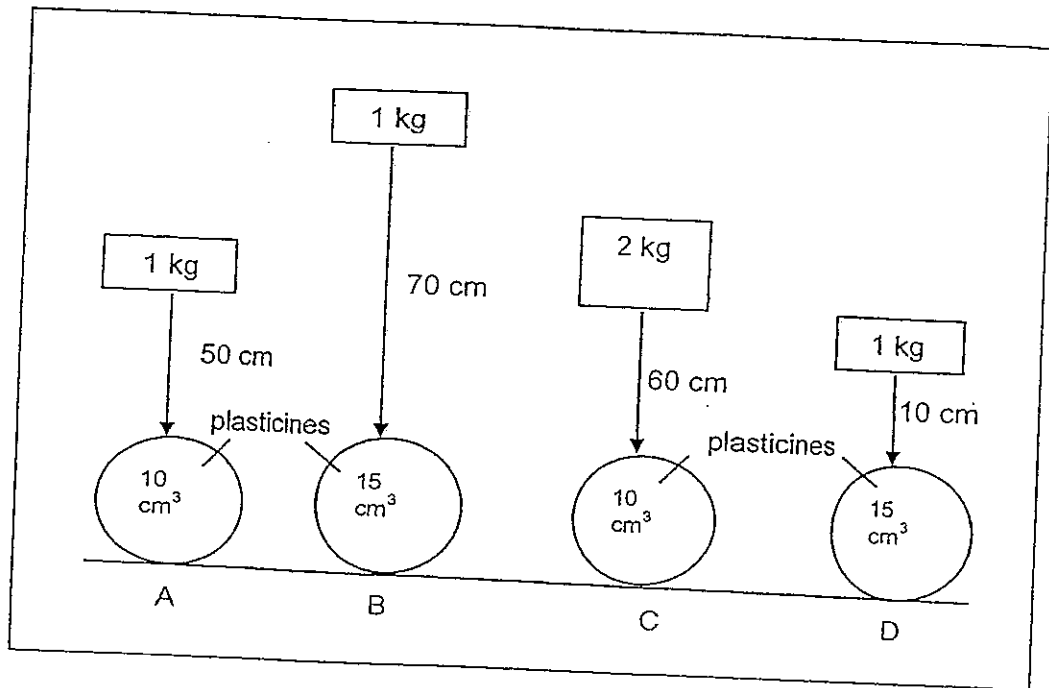 1 kg
1 kg
2 kg
1 kg
70 cm
50 cm
60 cm
10 cm
plasticines
plasticines
10
cm³
15
cm³
10
cm³
15
cm³
A
B
C
D